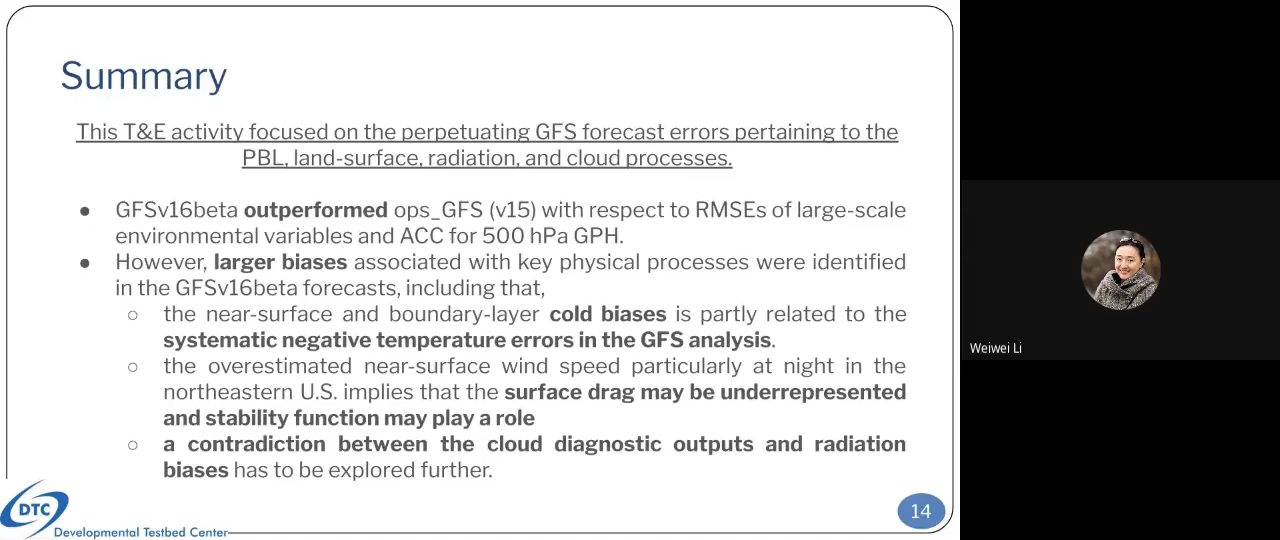 Summary
This T&E activity focused on the perpetuating GFS forecast errors pertaining to the
PBL, land-surface, radiation, and cloud processes.
● GFSv16beta outperformed ops_GFS (v15) with respect to RMSEs of large-scale
environmental variables and ACC for 500 hPa GPH.
● However, larger biases associated with key physical processes were identified
in the GFSv16beta forecasts, including that,
○ the near-surface and boundary-layer cold biases is partly related to the
systematic negative temperature errors in the GFS analysis.
○ the overestimated near-surface wind speed particularly at night in the
northeastern U.S. implies that the surface drag may be underrepresented
and stability function may play a role
○ a contradiction between the cloud diagnostic outputs and radiation
biases has to be explored further.
DTC
Developmental Testbed Center
14
Weiwei Li